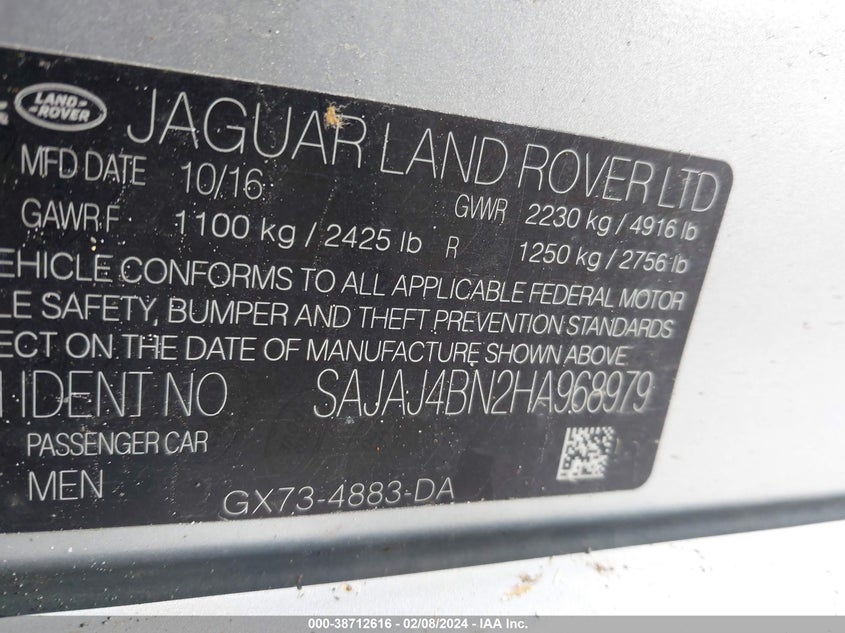 LAND ROVER
JAGUAR LAND ROVER LTD
MFD DATE 10/16
GVWR 2230 kg / 4916 lb
GAWR F 1100 kg / 2425 lb R 1250 kg / 2756 lb
EHICLE CONFORMS TO ALL APPLICABLE FEDERAL MOTOR
LE SAFETY, BUMPER AND THEFT PREVENTION STANDARDS
ECT ON THE DATE OF MANUFACTURE SHOWN ABOVE.
IDENT NO SAJAJ4BN2HA968979
PASSENGER CAR
MEN
GX73-4883-DA
000-38712616 - 02/08/2024 - IAA Inc.